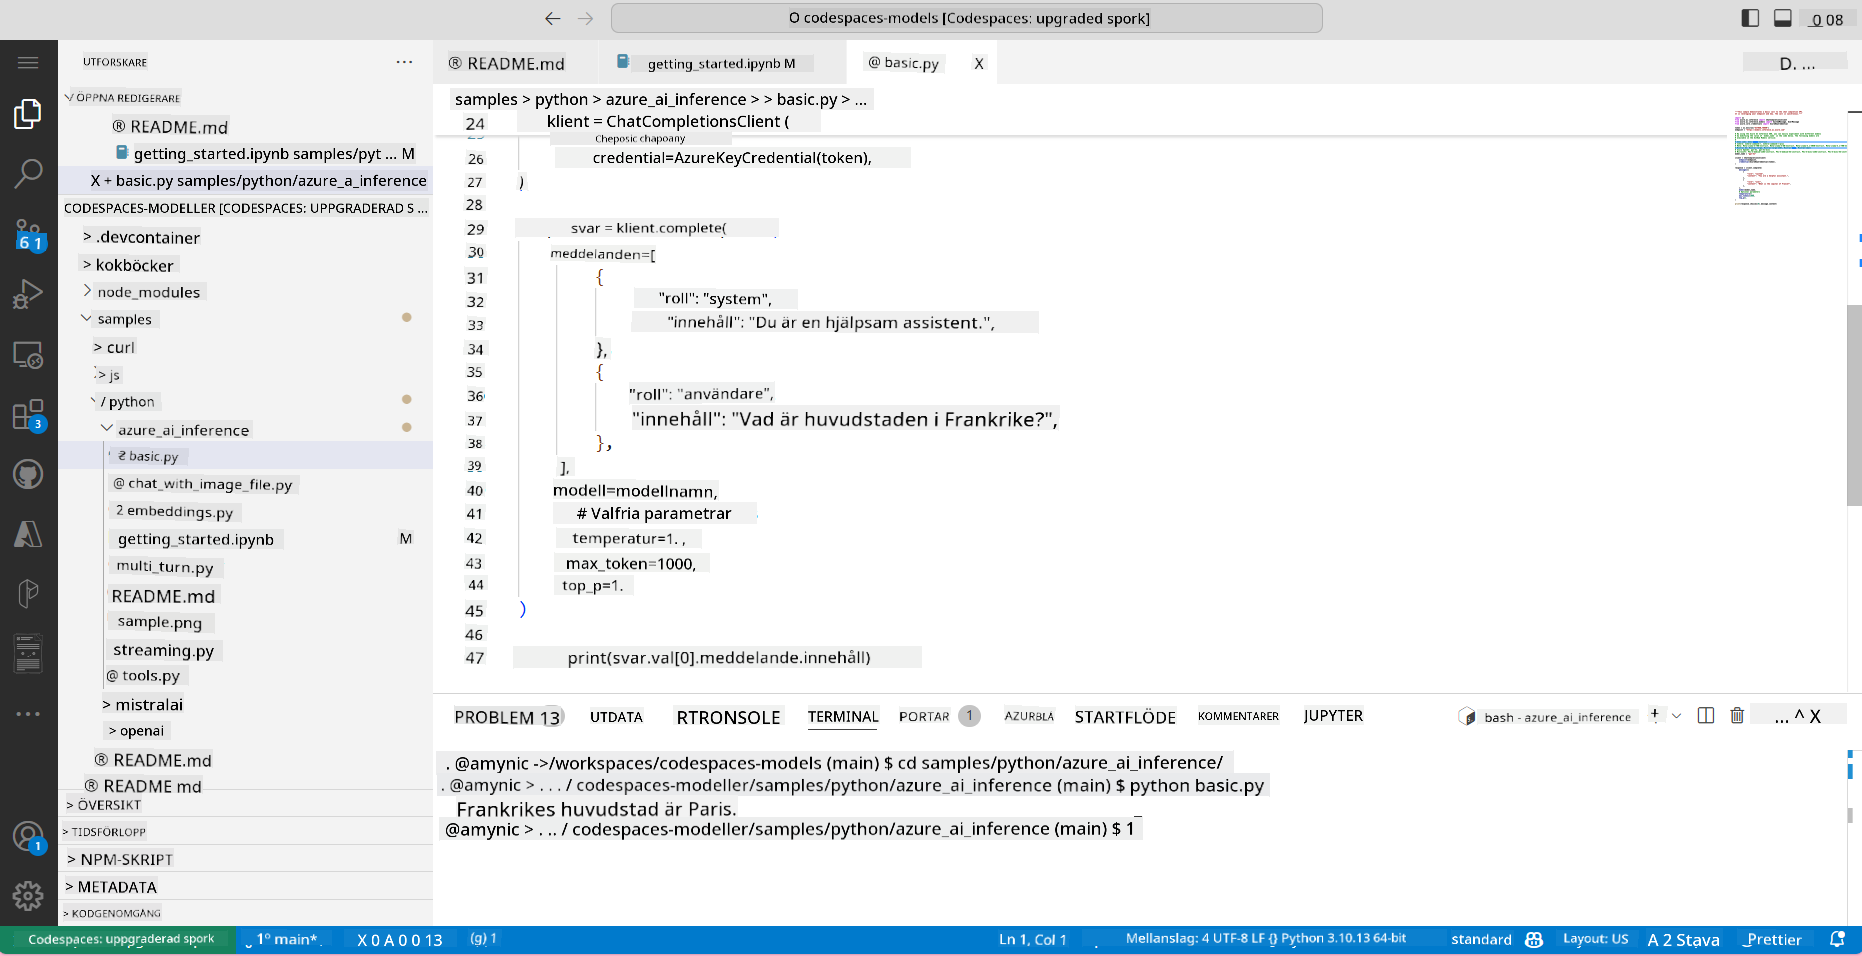 O codespaces-models [Codespaces: upgraded spork]
0 08
UTFORSKARE
...
ÖPPNA REDIGERARE
® README.md
getting_started.ipynb samples/pyt ... M
X + basic.py samples/python/azure_a_inference
CODESPACES-MODELLER [CODESPACES: UPPGRADERAD S ...
> .devcontainer
> kokböcker
> node_modules
samples
> curl
> js
/ python
azure_ai_inference
basic.py
@ chat_with_image_file.py
2 embeddings.py
getting_started.ipynb M
multi_turn.py
README.md
sample.png
streaming.py
@ tools.py
> mistralai
> openai
® README.md
® README md
> ÖVERSIKT
> TIDSFÖRLOPP
> NPM-SKRIPT
> METADATA
> KODGENOMGÅNG
61
3
1
® README.md
getting_started.ipynb M
@ basic.py X
D. ...
samples > python > azure_ai_inference > > basic.py > ...
24 klient = ChatCompletionsClient (
Cheposic chapoany
26 credential=AzureKeyCredential(token),
27 )
28
29 svar = klient.complete(
30 meddelanden=[
31 {
32 "roll": "system",
33 "innehåll": "Du är en hjälpsam assistent.",
34 },
35 {
36 "roll": "användare",
37 "innehåll": "Vad är huvudstaden i Frankrike?",
38 },
39 ],
40 modell=modellnamn,
41 # Valfria parametrar
42 temperatur=1. ,
43 max_token=1000,
44 top_p=1.
45 )
46
47 print(svar.val[0].meddelande.innehåll)
PROBLEM 13 UTDATA RTRONSOLE TERMINAL PORTAR 1 AZURBLÅ STARTFLÖDE KOMMENTARER JUPYTER
bash - azure_ai_inference + ... ^ X
. @amynic ->/workspaces/codespaces-models (main) $ cd samples/python/azure_ai_inference/
. @amynic > . . . / codespaces-modeller/samples/python/azure_ai_inference (main) $ python basic.py
Frankrikes huvudstad är Paris.
@amynic > . .. / codespaces-modeller/samples/python/azure_ai_inference (main) $ 1
Codespaces: uppgraderad spork
1º main*.
X 0 A 0 0 13
(g) 1
Ln 1, Col 1
Mellanslag: 4 UTF-8 LF {} Python 3.10.13 64-bit
standard
Layout: US
A 2 Stava
_Prettier